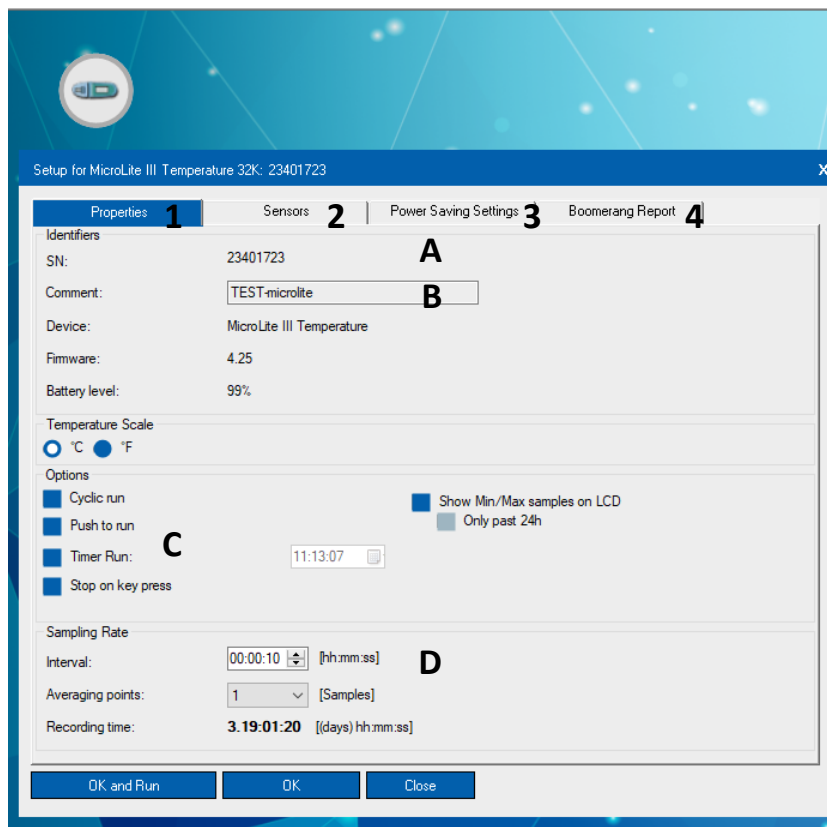 Setup for MicroLite III Temperature 32K: 23401723 X
Properties 1 Sensors 2 Power Saving Settings 3 Boomerang Report 4
Identifiers
SN: 23401723 A
Comment: TEST-microlite B
Device: MicroLite III Temperature
Firmware: 4.25
Battery level: 99%
Temperature Scale
°C °F
Options
Cyclic run Show Min/Max samples on LCD
Push to run Only past 24h
C
Timer Run: 11:13:07
Stop on key press
Sampling Rate
Interval: 00:00:10 [hh:mm:ss] D
Averaging points: 1 [Samples]
Recording time: 3.19:01:20 [(days) hh:mm:ss]
OK and Run OK Close